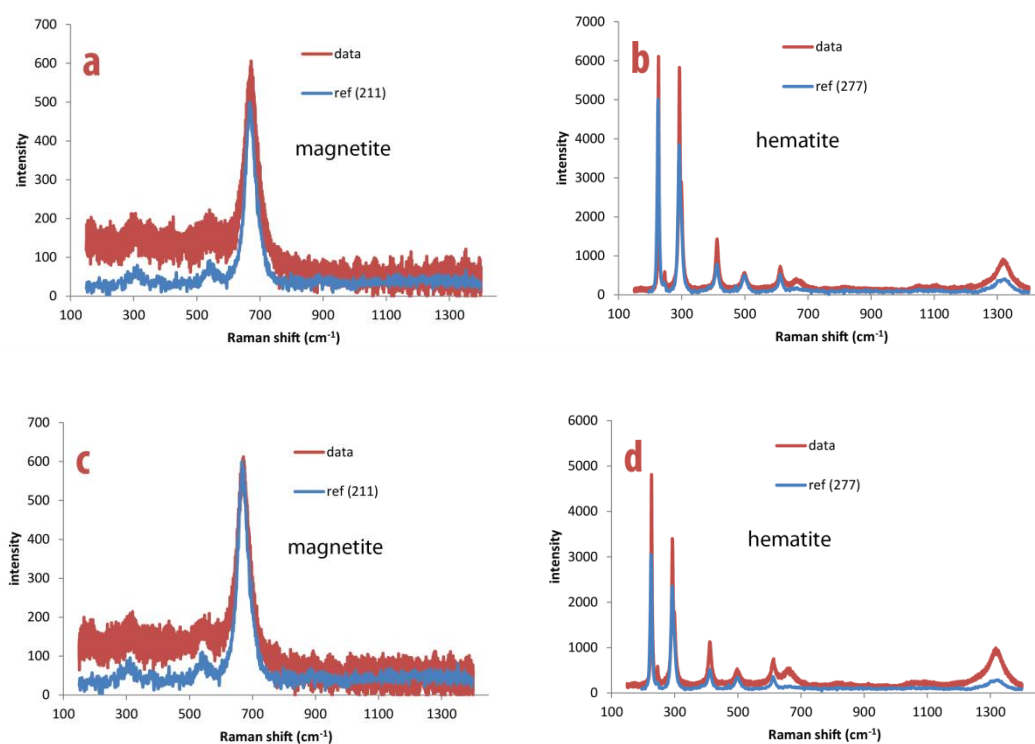 a
data
ref (211)
magnetite
intensity
700
600
500
400
300
200
100
0
100 300 500 700 900 1100 1300
Raman shift (cm-1)
b
data
ref (277)
hematite
intensity
7000
6000
5000
4000
3000
2000
1000
0
100 300 500 700 900 1100 1300
Raman shift (cm-1)
c
data
ref (211)
magnetite
intensity
700
600
500
400
300
200
100
0
100 300 500 700 900 1100 1300
Raman shift (cm-1)
d
data
ref (277)
hematite
intensity
6000
5000
4000
3000
2000
1000
0
100 300 500 700 900 1100 1300
Raman shift (cm-1)